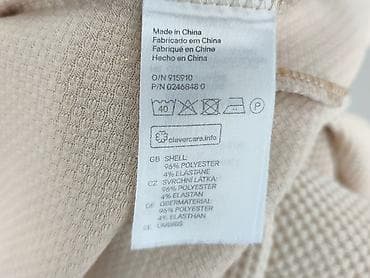 Made in China
Fabricado em China
Fabriqué en Chine
Hecho en China
O/N 915910
P/N 0246848 0
40 P
clevercare.info
GB SHELL:
96% POLYESTER
4% ELASTANE
CZ SVRCHNÍ LÁTKA:
96% POLYESTER
4% ELASTAN
DE OBERMATERIAL:
96% POLYESTER
4% ELASTHAN